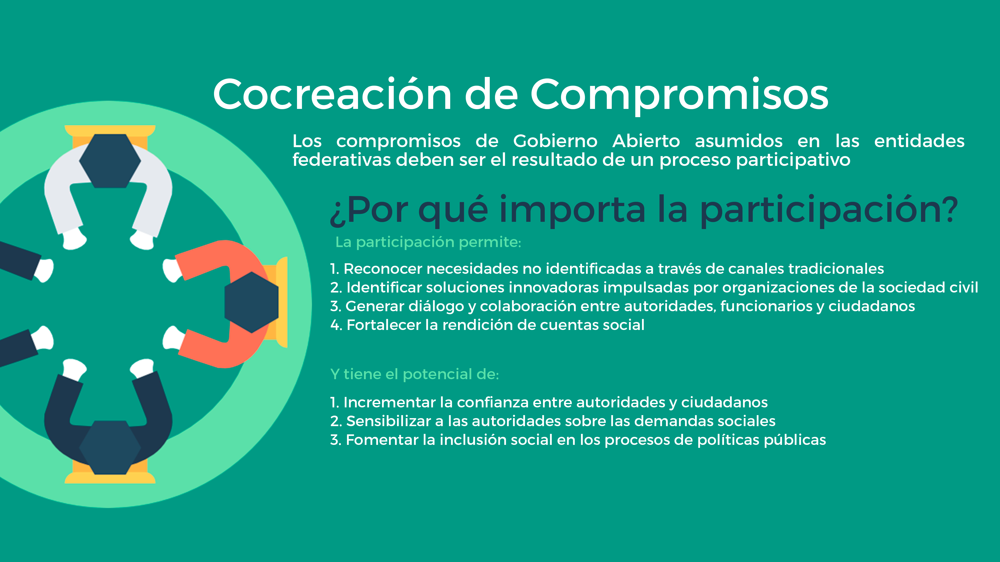 Cocreación de Compromisos
Los compromisos de Gobierno Abierto asumidos en las entidades
federativas deben ser el resultado de un proceso participativo
¿Por qué importa la participación?
La participación permite:
1. Reconocer necesidades no identificadas a través de canales tradicionales
2. Identificar soluciones innovadoras impulsadas por organizaciones de la sociedad civil
3. Generar diálogo y colaboración entre autoridades, funcionarios y ciudadanos
4. Fortalecer la rendición de cuentas social
Y tiene el potencial de:
1. Incrementar la confianza entre autoridades y ciudadanos
2. Sensibilizar a las autoridades sobre las demandas sociales
3. Fomentar la inclusión social en los procesos de políticas públicas